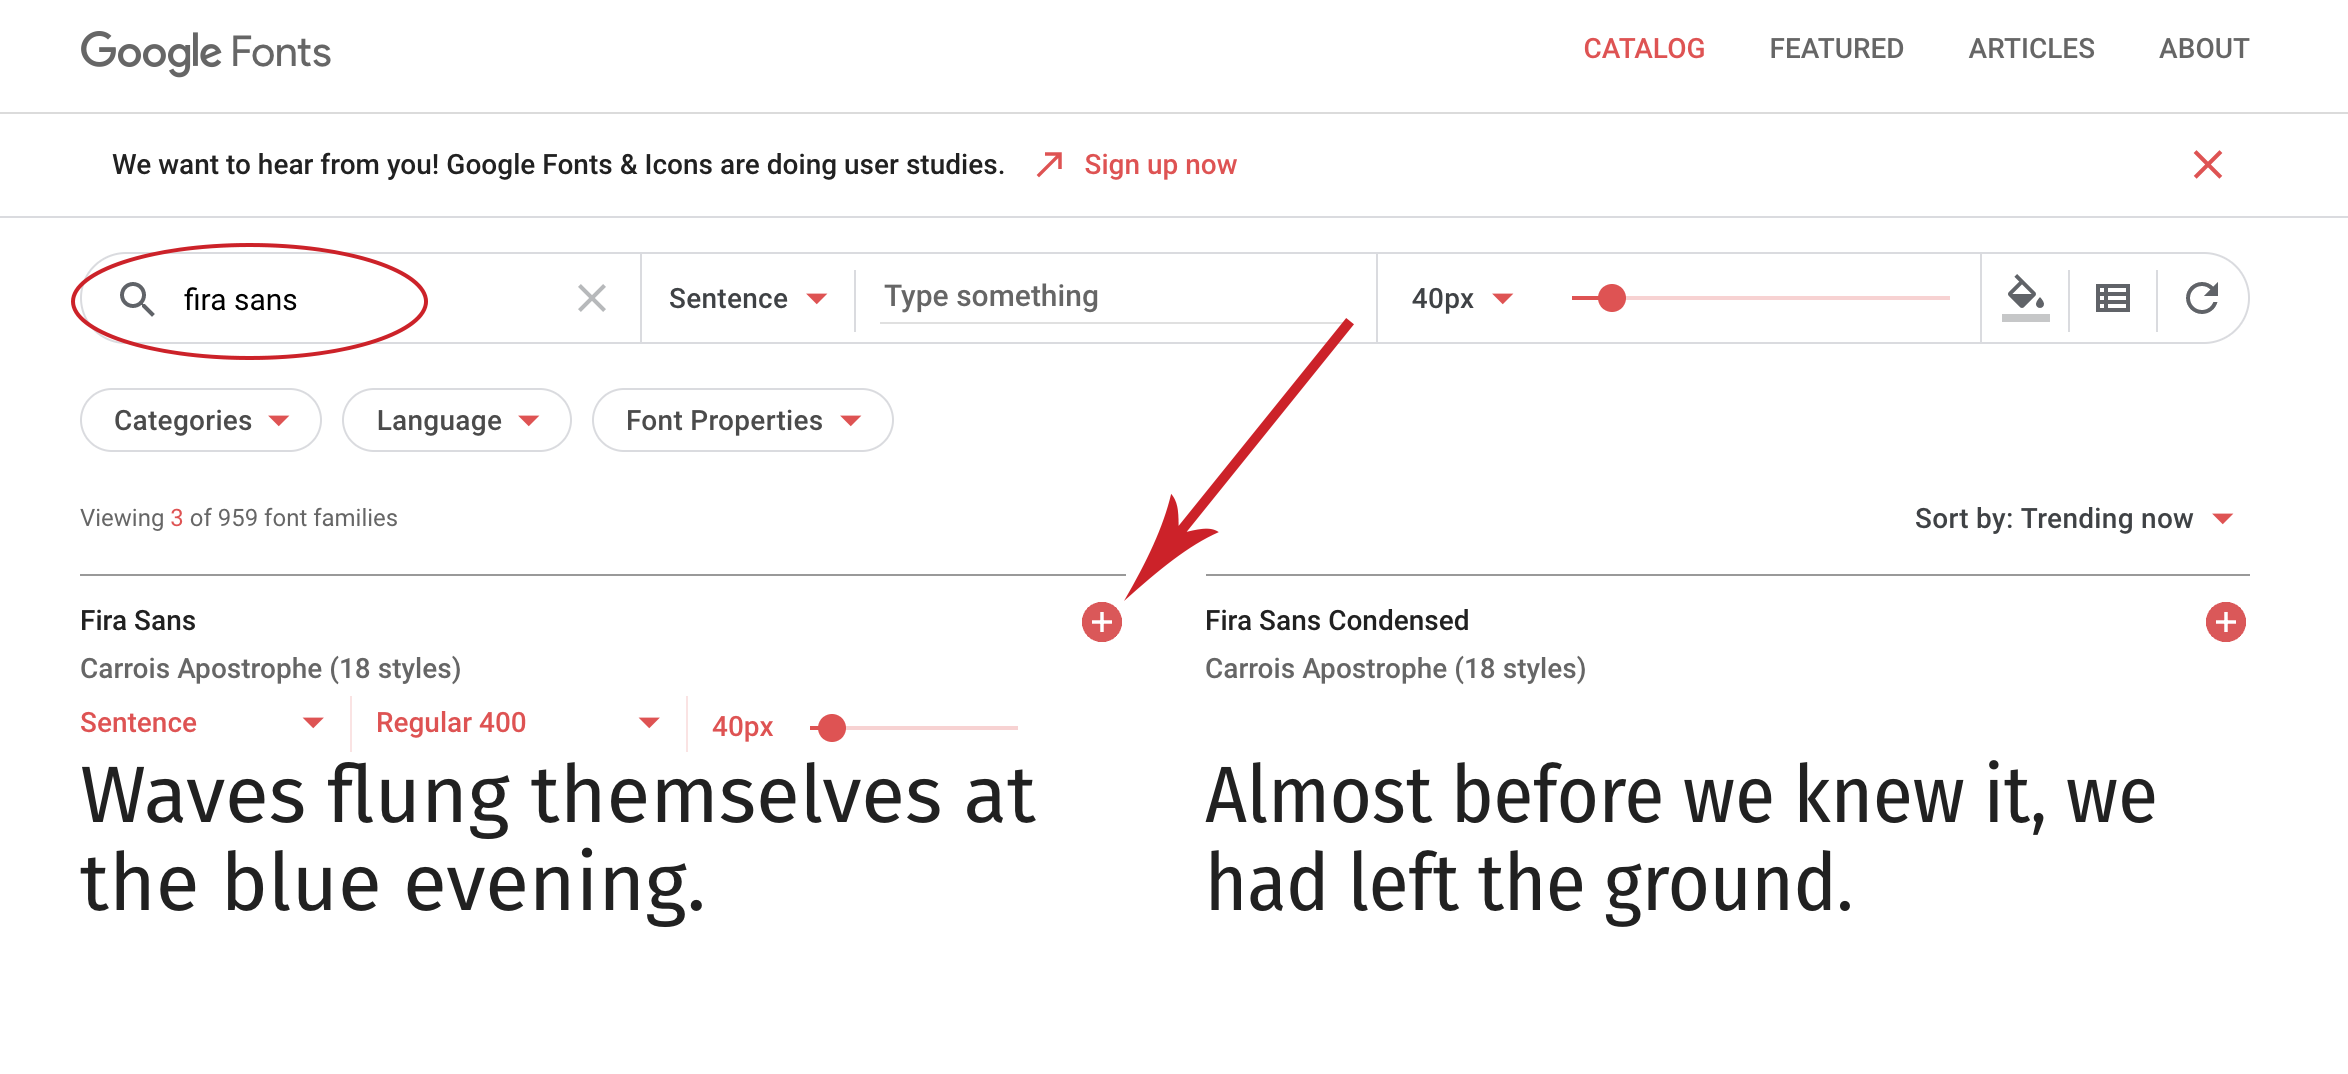 Google Fonts
CATALOG FEATURED ARTICLES ABOUT
We want to hear from you! Google Fonts & Icons are doing user studies. Sign up now
fira sans Sentence Type something 40px
Categories Language Font Properties
Viewing 3 of 959 font families
Sort by: Trending now
Fira Sans
Carrois Apostrophe (18 styles)
Sentence Regular 400 40px
Waves flung themselves at
the blue evening.
Fira Sans Condensed
Carrois Apostrophe (18 styles)
Almost before we knew it, we
had left the ground.